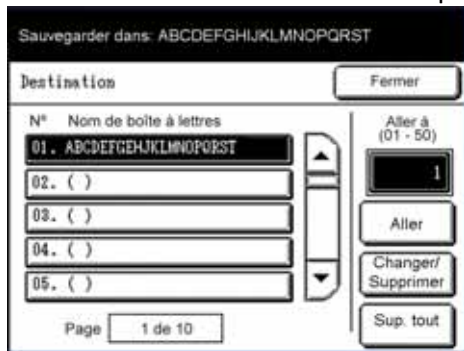 Sauvegarder dans: ABCDEFGHIJKLMNOPQRST
Destination
Fermer
N° Nom de boîte à lettres
01. ABCDEFGEHJKLMNOPQRST
02. ( )
03. ( )
04. ( )
05. ( )
Page 1 de 10
Aller à
(01 - 50)
1
Aller
Changer/
Supprimer
Sup. tout